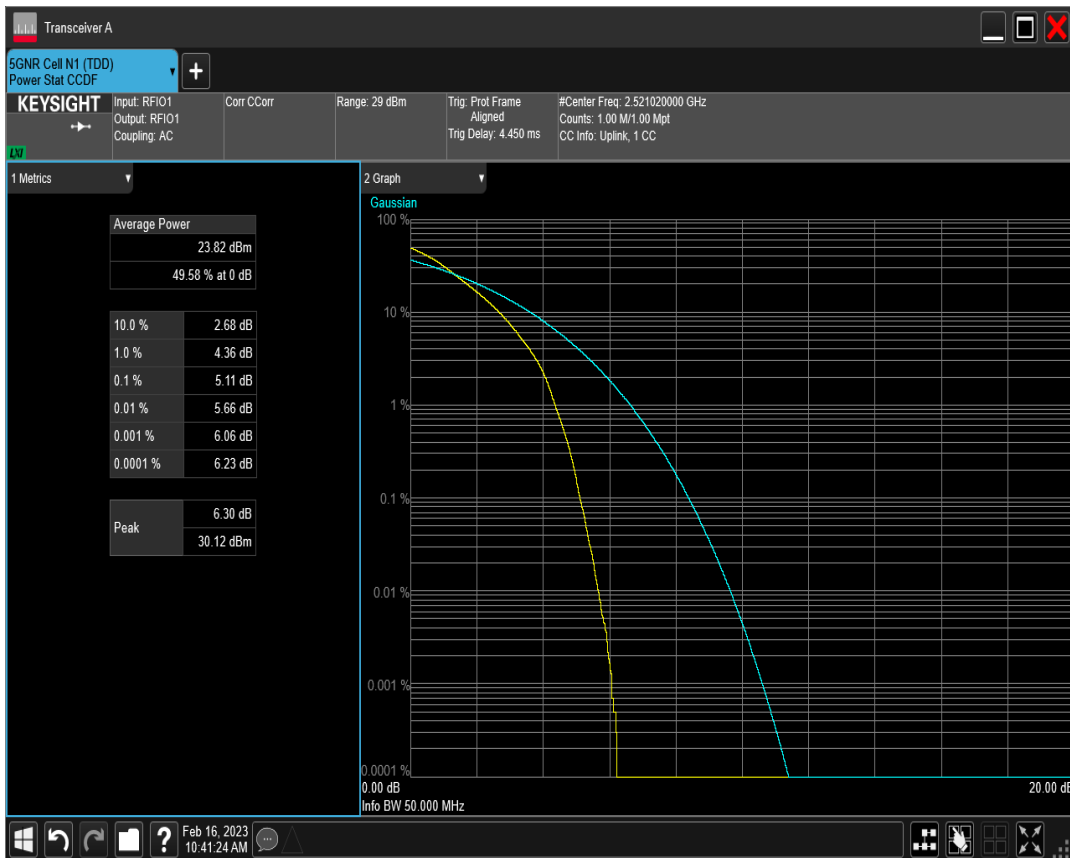 Transceiver A
5GNR Cell N1 (TDD)
Power Stat CCDF
KEYSIGHT
LXI
Input: RFIO1
Output: RFIO1
Coupling: AC
Corr CCorr
Range: 29 dBm
Trig: Prot Frame
Aligned
Trig Delay: 4.450 ms
#Center Freq: 2.521020000 GHz
Counts: 1.00 M/1.00 Mpt
CC Info: Uplink, 1 CC
1 Metrics
Average Power
23.82 dBm
49.58 % at 0 dB
10.0 % 2.68 dB
1.0 % 4.36 dB
0.1 % 5.11 dB
0.01 % 5.66 dB
0.001 % 6.06 dB
0.0001 % 6.23 dB
Peak 6.30 dB
30.12 dBm
2 Graph
Gaussian
100 %
10 %
1 %
0.1 %
0.01 %
0.001 %
0.0001 %
0.00 dB 20.00 dB
Info BW 50.000 MHz
Feb 16, 2023
10:41:24 AM